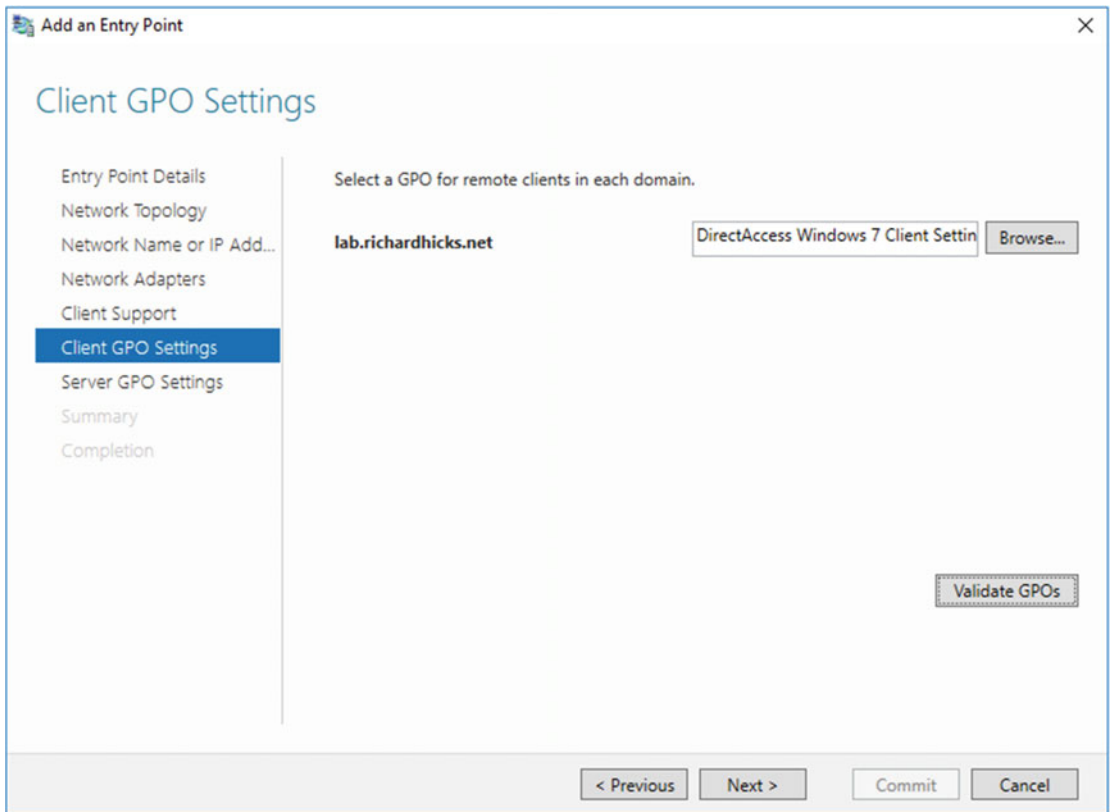 Add an Entry Point
Client GPO Settings
Entry Point Details
Network Topology
Network Name or IP Add...
Network Adapters
Client Support
Client GPO Settings
Server GPO Settings
Summary
Completion
Select a GPO for remote clients in each domain.
lab.richardhicks.net DirectAccess Windows 7 Client Settin Browse...
Validate GPOs
< Previous Next > Commit Cancel